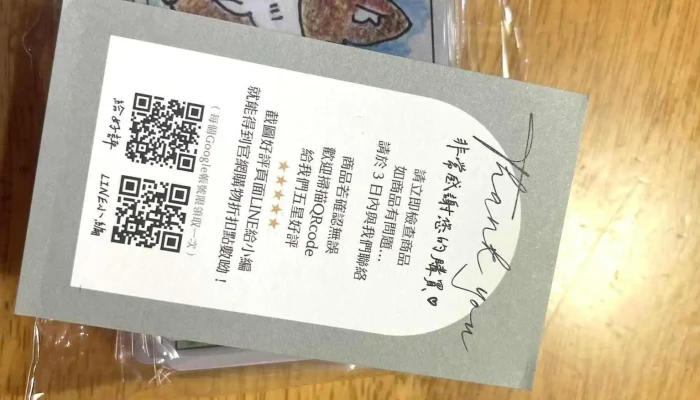 Thank you
非常感謝您的購買♡
請立即檢查商品
如商品有問題...
請於3日內與我們聯絡
商品若確認無誤
歡迎掃描QRcode
給我們五星好評
★★★★★
截圖好評頁面LINE給小編
就能得到官網購物折扣點數呦！
（每個Google帳號限領取一次）
給好評
LINE小編